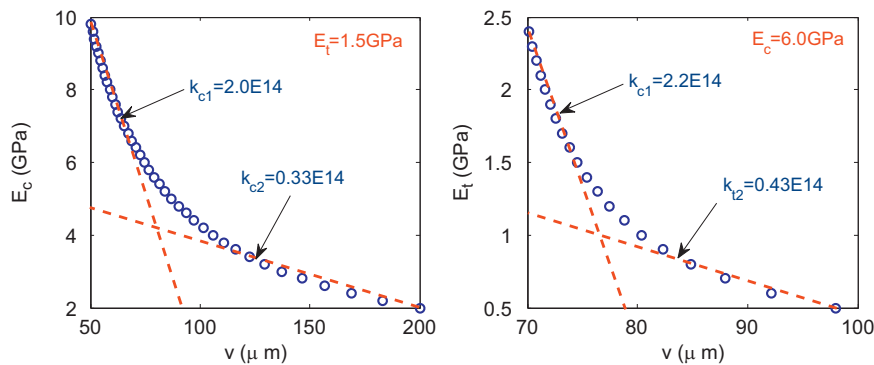 E_t=1.5GPa
k_c1=2.0E14
k_c2=0.33E14
E_c (GPa)
10
8
6
4
2
50
100
150
200
v (μ m)
E_c=6.0GPa
k_c1=2.2E14
k_t2=0.43E14
E_t (GPa)
2.5
2
1.5
1
0.5
70
80
90
100
v (μ m)